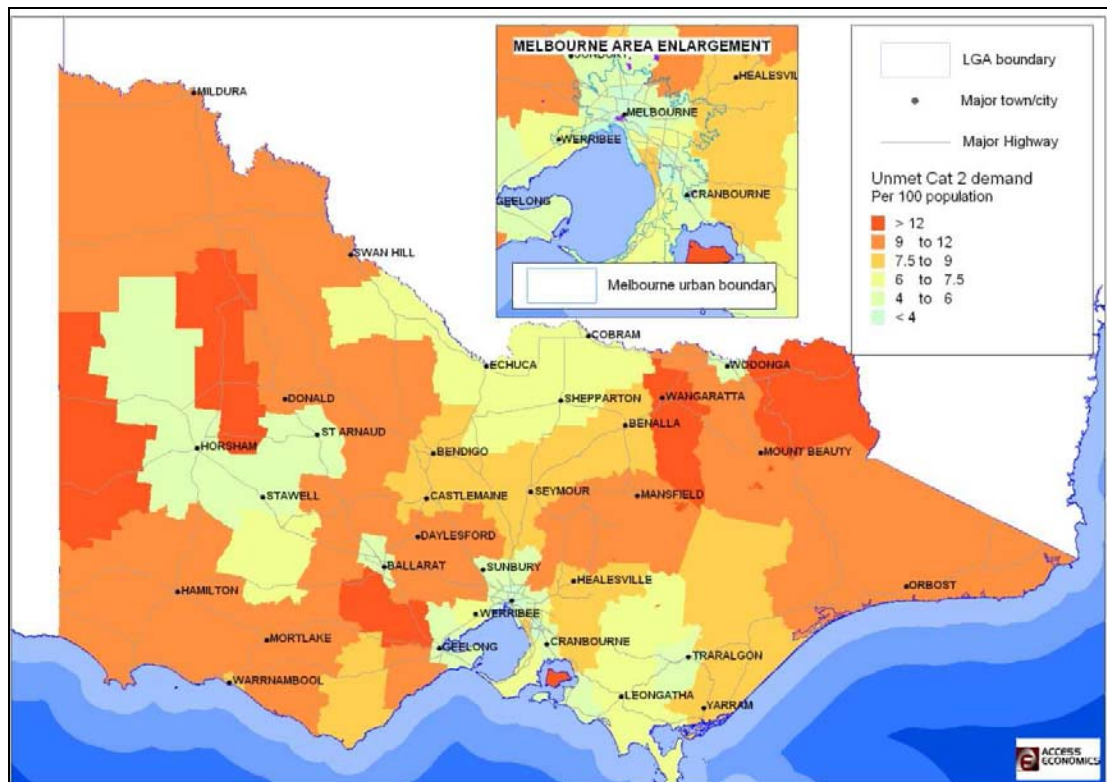 MELBOURNE AREA ENLARGEMENT
HEALESVIL
MELBOURNE
WERRIBEE
CRANBOURNE
GEELONG
Melbourne urban boundary
LGA boundary
Major town/city
Major Highway
Unmet Cat 2 demand
Per 100 population
> 12
9 to 12
7.5 to 9
6 to 7.5
4 to 6
< 4
MILDURA
SWAN HILL
COBRAM
ECHUCA
WODONGA
DONALD
SHEPPARTON
WANGARATTA
ST ARNAUD
BENALLA
HORSHAM
BENDIGO
MOUNT BEAUTY
STAWELL
CASTLEMAINE
SEYMOUR
MANSFIELD
DAYLESFORD
BALLARAT
SUNBURY
HAMILTON
HEALESVILLE
ORBOST
WERRIBEE
MORTLAKE
GEELONG
CRANBOURNE
TRARALGON
WARRNAMBOOL
LEONGATHA
YARRAM
ACCESS
ECONOMICS